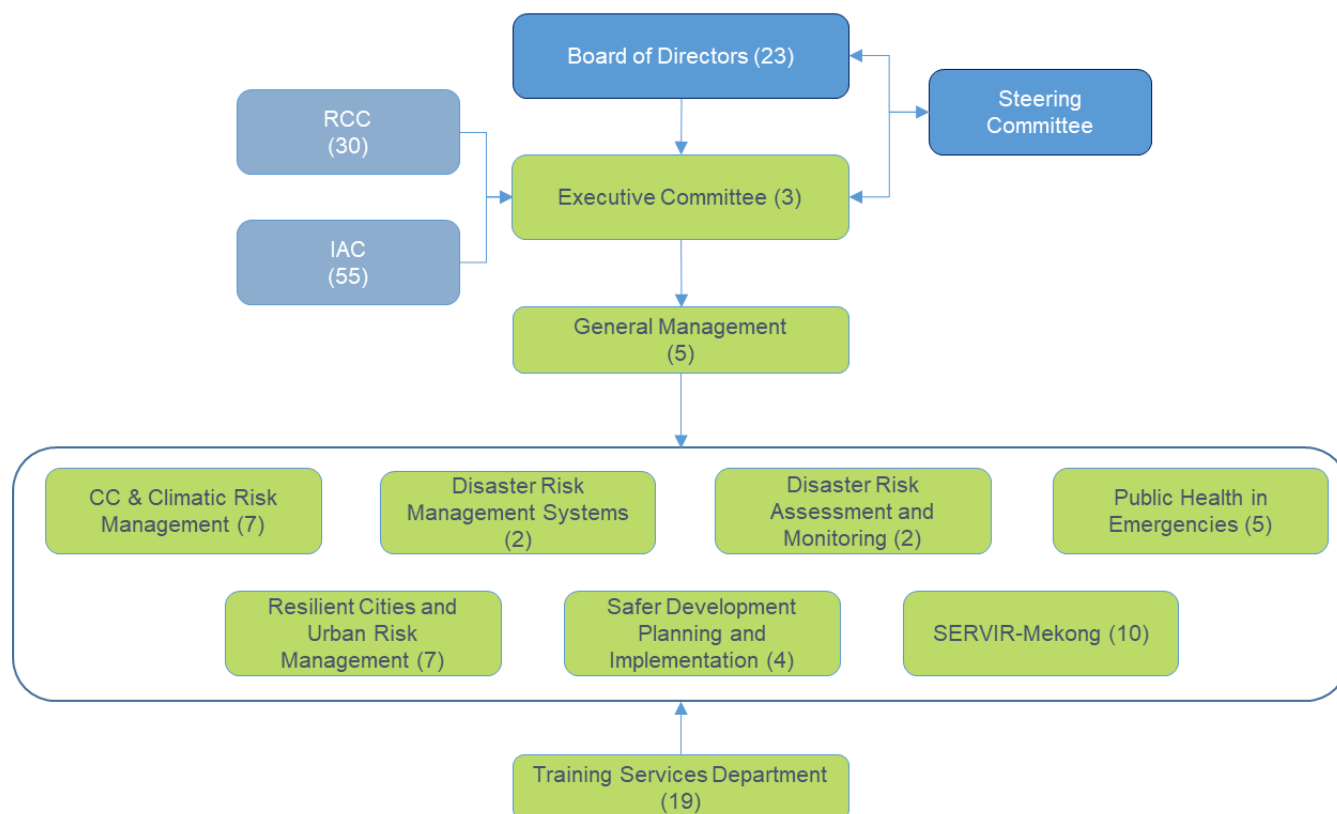 Board of Directors (23)
Steering
Committee
RCC
(30)
Executive Committee (3)
IAC
(55)
General Management
(5)
CC & Climatic Risk
Management (7)
Disaster Risk
Management Systems
(2)
Disaster Risk
Assessment and
Monitoring (2)
Public Health in
Emergencies (5)
Resilient Cities and
Urban Risk
Management (7)
Safer Development
Planning and
Implementation (4)
SERVIR-Mekong (10)
Training Services Department
(19)